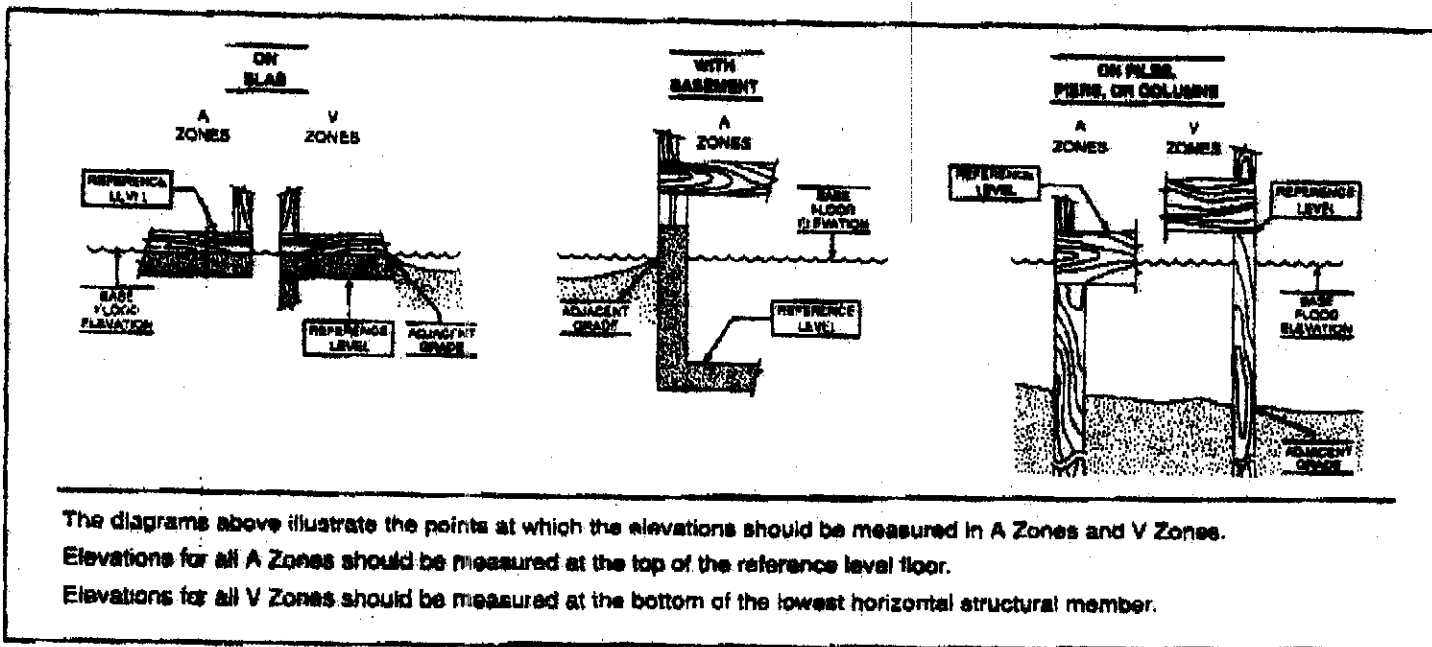 ON
SLAB
A
ZONES
V
ZONES
REFERENCE
LEVEL
BASE
FLOOD
ELEVATION
REFERENCE
LEVEL
ADJACENT
GRADE
WITH
BASEMENT
A
ZONES
BASE
FLOOD
ELEVATION
ADJACENT
GRADE
REFERENCE
LEVEL
ON PILES,
PIERS, OR COLUMNS
A
ZONES
V
ZONES
REFERENCE
LEVEL
REFERENCE
LEVEL
BASE
FLOOD
ELEVATION
ADJACENT
GRADE
The diagrams above illustrate the points at which the elevations should be measured in A Zones and V Zones.
Elevations for all A Zones should be measured at the top of the reference level floor.
Elevations for all V Zones should be measured at the bottom of the lowest horizontal structural member.